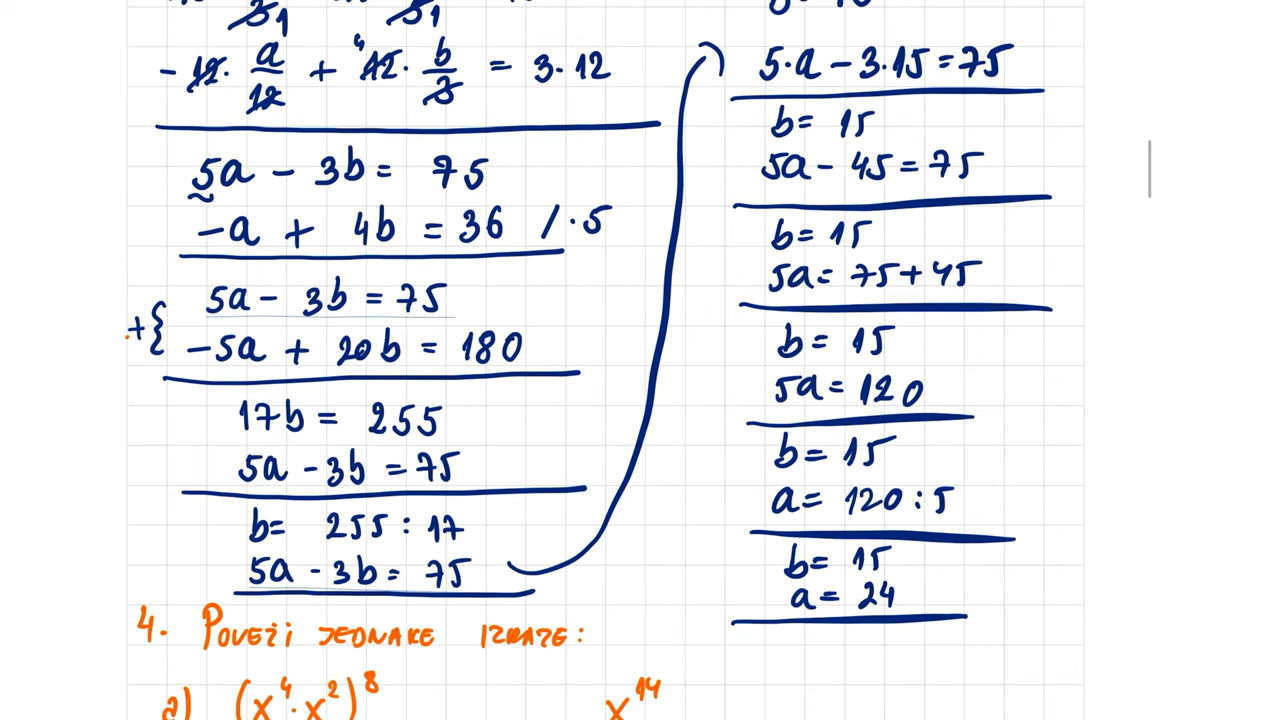 - 12 · a/12 + 12 · b/3 = 3 · 12
5a - 3b = 75
-a + 4b = 36 / · 5
5a - 3b = 75
+{
-5a + 20b = 180
17b = 255
5a - 3b = 75
b = 255 : 17
5a - 3b = 75
5 · a - 3 · 15 = 75
b = 15
5a - 45 = 75
b = 15
5a = 75 + 45
b = 15
5a = 120
b = 15
a = 120 : 5
b = 15
a = 24
4. POVEŽI JEDNAKE IZRAZE:
a) (x⁴ · x²)⁸ x¹⁴